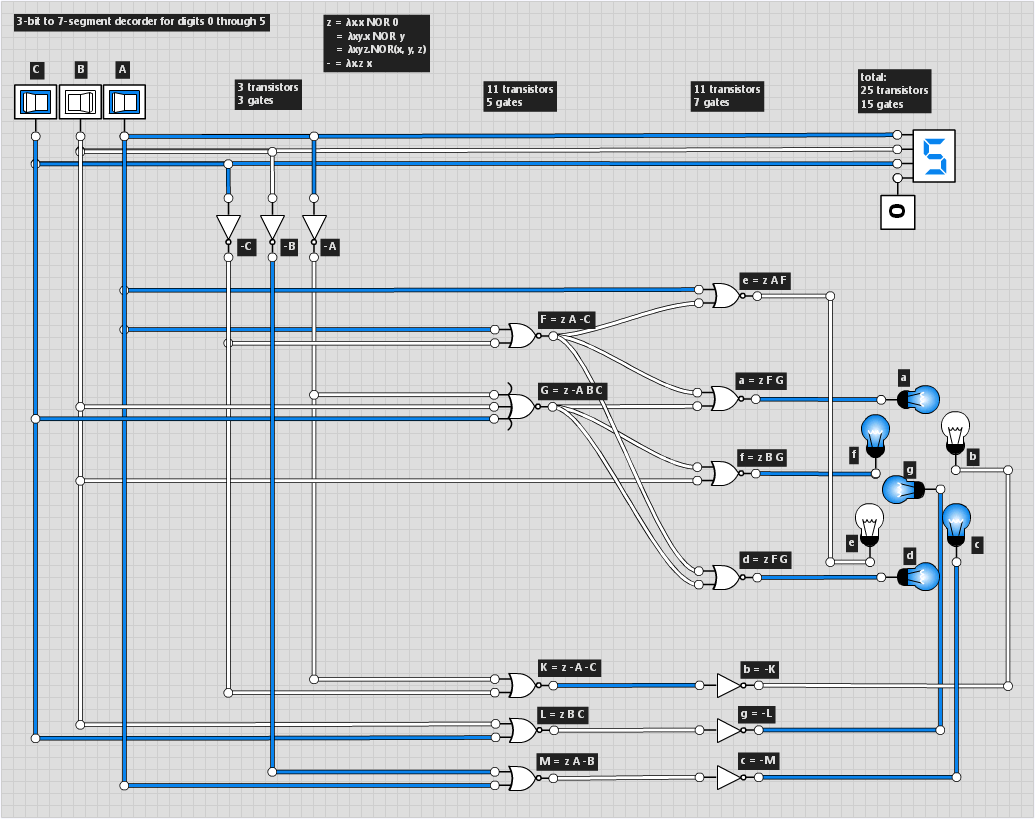 3-bit to 7-segment decorder for digits 0 through 5
z = λx.x NOR 0
= λxy.x NOR y
= λxyz.NOR(x, y, z)
- = λx.z x
C
B
A
3 transistors
3 gates
11 transistors
5 gates
11 transistors
7 gates
total:
25 transistors
15 gates
5
0
-C
-B
-A
e = z A F
F = z A -C
a = z F G
G = z -A B C
a
f = z B G
f
b
g
e
c
d = z F G
d
K = z -A -C
b = -K
L = z B C
g = -L
M = z A -B
c = -M